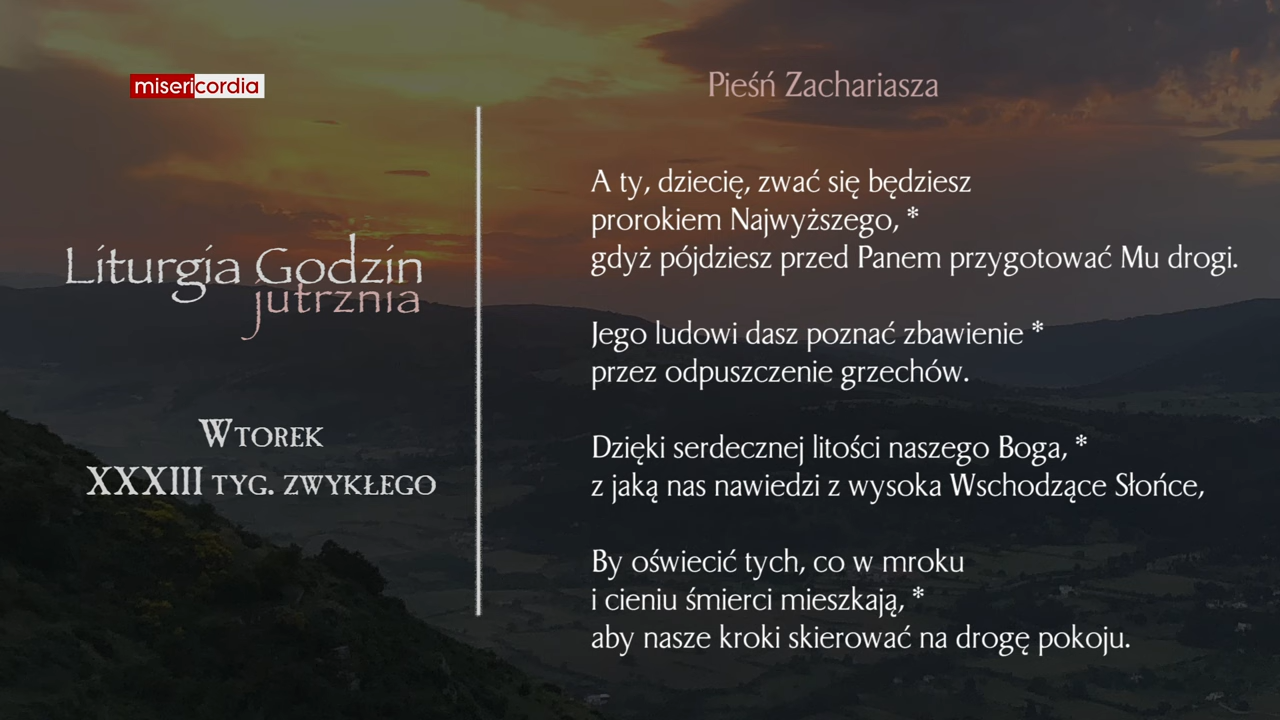 misericordia
Liturgia Godzin
jutrznia
Wtorek
XXXIII tyg. zwykłego
Pieśń Zachariasza
A ty, dziecię, zwać się będziesz
prorokiem Najwyższego, *
gdyż pójdziesz przed Panem przygotować Mu drogi.
Jego ludowi dasz poznać zbawienie *
przez odpuszczenie grzechów.
Dzięki serdecznej litości naszego Boga, *
z jaką nas nawiedzi z wysoka Wschodzące Słońce,
By oświecić tych, co w mroku
i cieniu śmierci mieszkają, *
aby nasze kroki skierować na drogę pokoju.